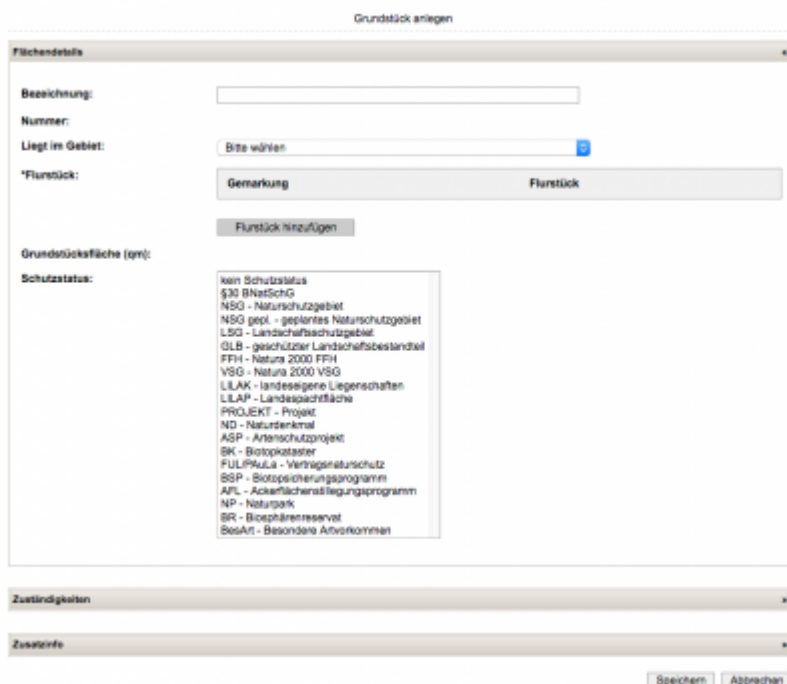 Grundstück anlegen
Flächendetails
Bezeichnung:
Nummer:
Liegt im Gebiet: Bitte wählen
*Flurstück: Gemarkung Flurstück
Flurstück hinzufügen
Grundstücksfläche (qm):
Schutzstatus: kein Schutzstatus
§30 BNatSchG
NSG - Naturschutzgebiet
NSG gepl. - geplantes Naturschutzgebiet
LSG - Landschaftsschutzgebiet
GLB - geschützter Landschaftsbestandteil
FFH - Natura 2000 FFH
VSG - Natura 2000 VSG
LILAK - landeseigene Liegenschaften
LILAP - Landespachtfläche
PROJEKT - Projekt
ND - Naturdenkmal
ASP - Artenschutzprojekt
BK - Biotopkataster
FUL/PAuLa - Vertragsnaturschutz
BSP - Biotopsicherungsprogramm
AFL - Ackerflächenstillegungsprogramm
NP - Naturpark
BR - Biosphärenreservat
BesArt - Besondere Artvorkommen
Zuständigkeiten
Zusatzinfo
Speichern Abbrechen